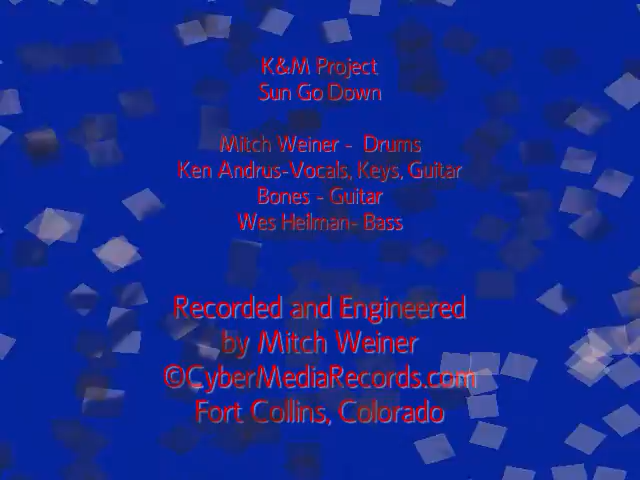 K&M Project
Sun Go Down
Mitch Weiner - Drums
Ken Andrus-Vocals, Keys, Guitar
Bones - Guitar
Wes Heilman- Bass
Recorded and Engineered
by Mitch Weiner
©CyberMediaRecords.com
Fort Collins, Colorado